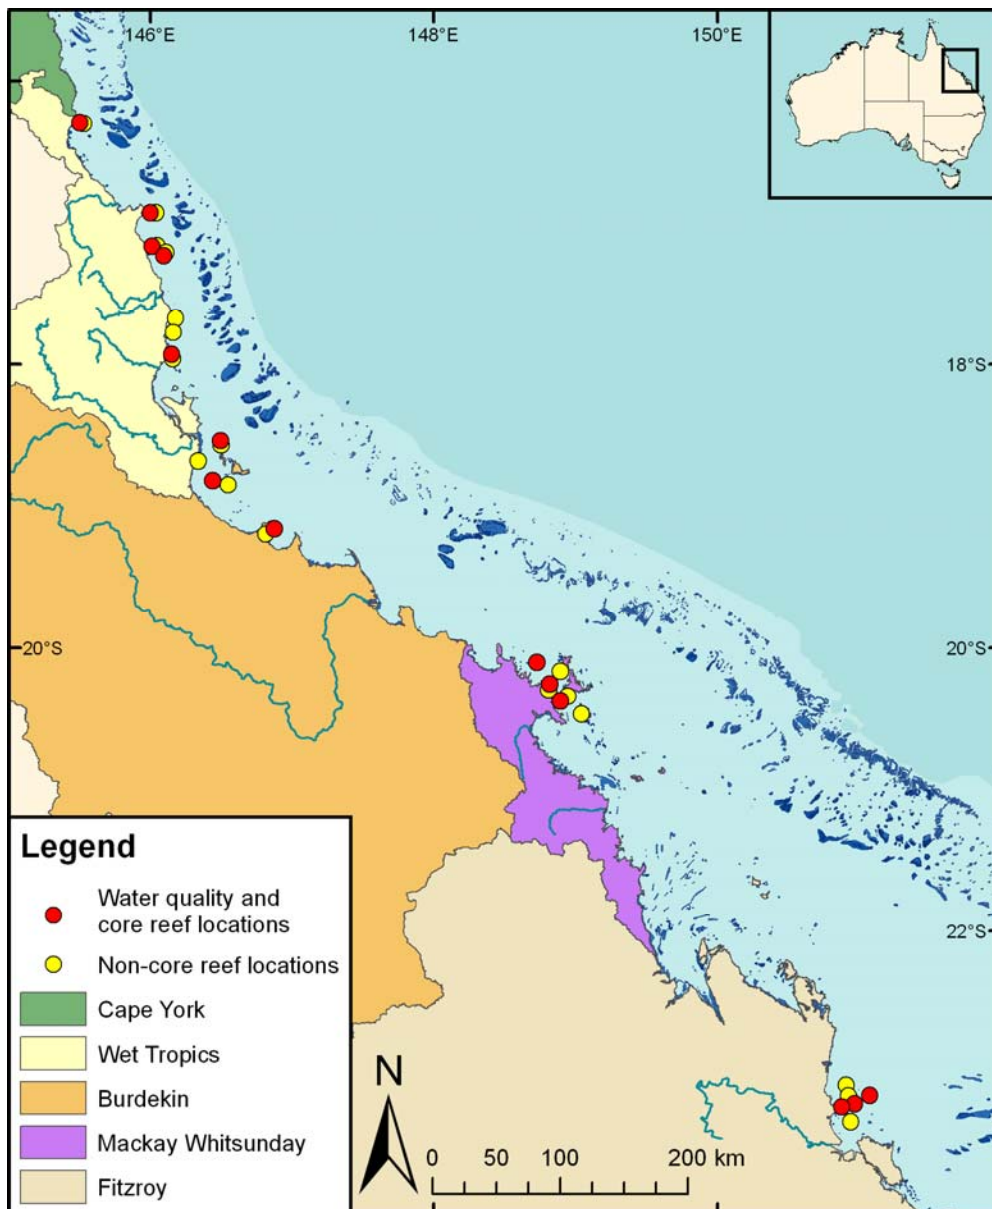 146°E
148°E
150°E
18°S
20°S
20°S
22°S
Legend
Water quality and
core reef locations
Non-core reef locations
Cape York
Wet Tropics
Burdekin
Mackay Whitsunday
Fitzroy
N
0 50 100 200 km